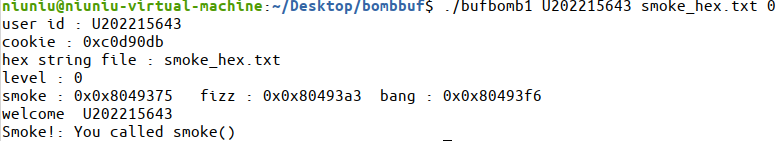 niuniu@niuniu-virtual-machine:~/Desktop/bombbuf$ ./bufbomb1 U202215643 smoke_hex.txt 0
user id : U202215643
cookie : 0xc0d90db
hex string file : smoke_hex.txt
level : 0
smoke : 0x0x8049375   fizz : 0x0x80493a3  bang : 0x0x80493f6
welcome  U202215643
Smoke!: You called smoke()